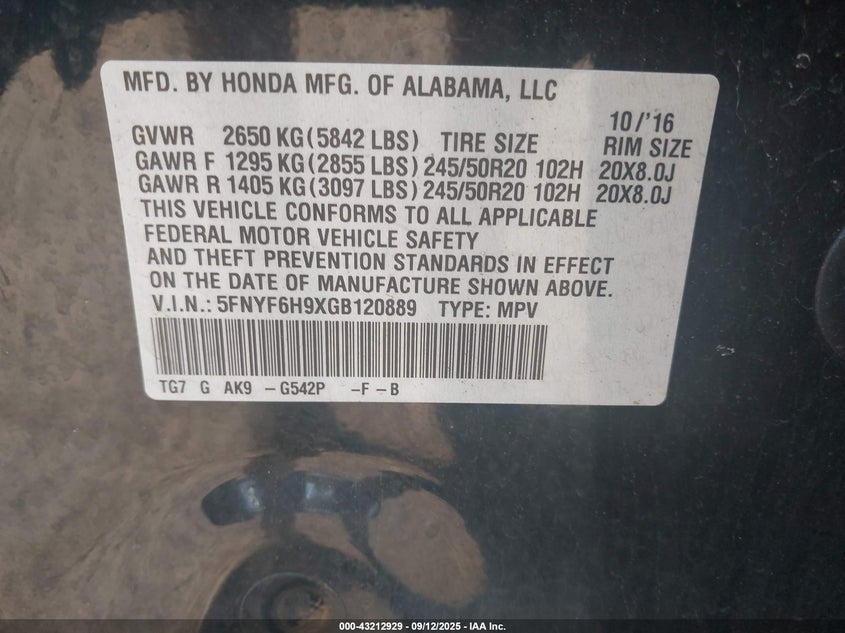 MFD. BY HONDA MFG. OF ALABAMA, LLC
10/'16
GVWR 2650 KG(5842 LBS) TIRE SIZE RIM SIZE
GAWR F 1295 KG(2855 LBS) 245/50R20 102H 20X8.0J
GAWR R 1405 KG(3097 LBS) 245/50R20 102H 20X8.0J
THIS VEHICLE CONFORMS TO ALL APPLICABLE
FEDERAL MOTOR VEHICLE SAFETY
AND THEFT PREVENTION STANDARDS IN EFFECT
ON THE DATE OF MANUFACTURE SHOWN ABOVE.
V.I.N.: 5FNYF6H9XGB120889 TYPE: MPV
TG7 G AK9 -G542P -F-B
000-43212929 - 09/12/2025 - IAA Inc.